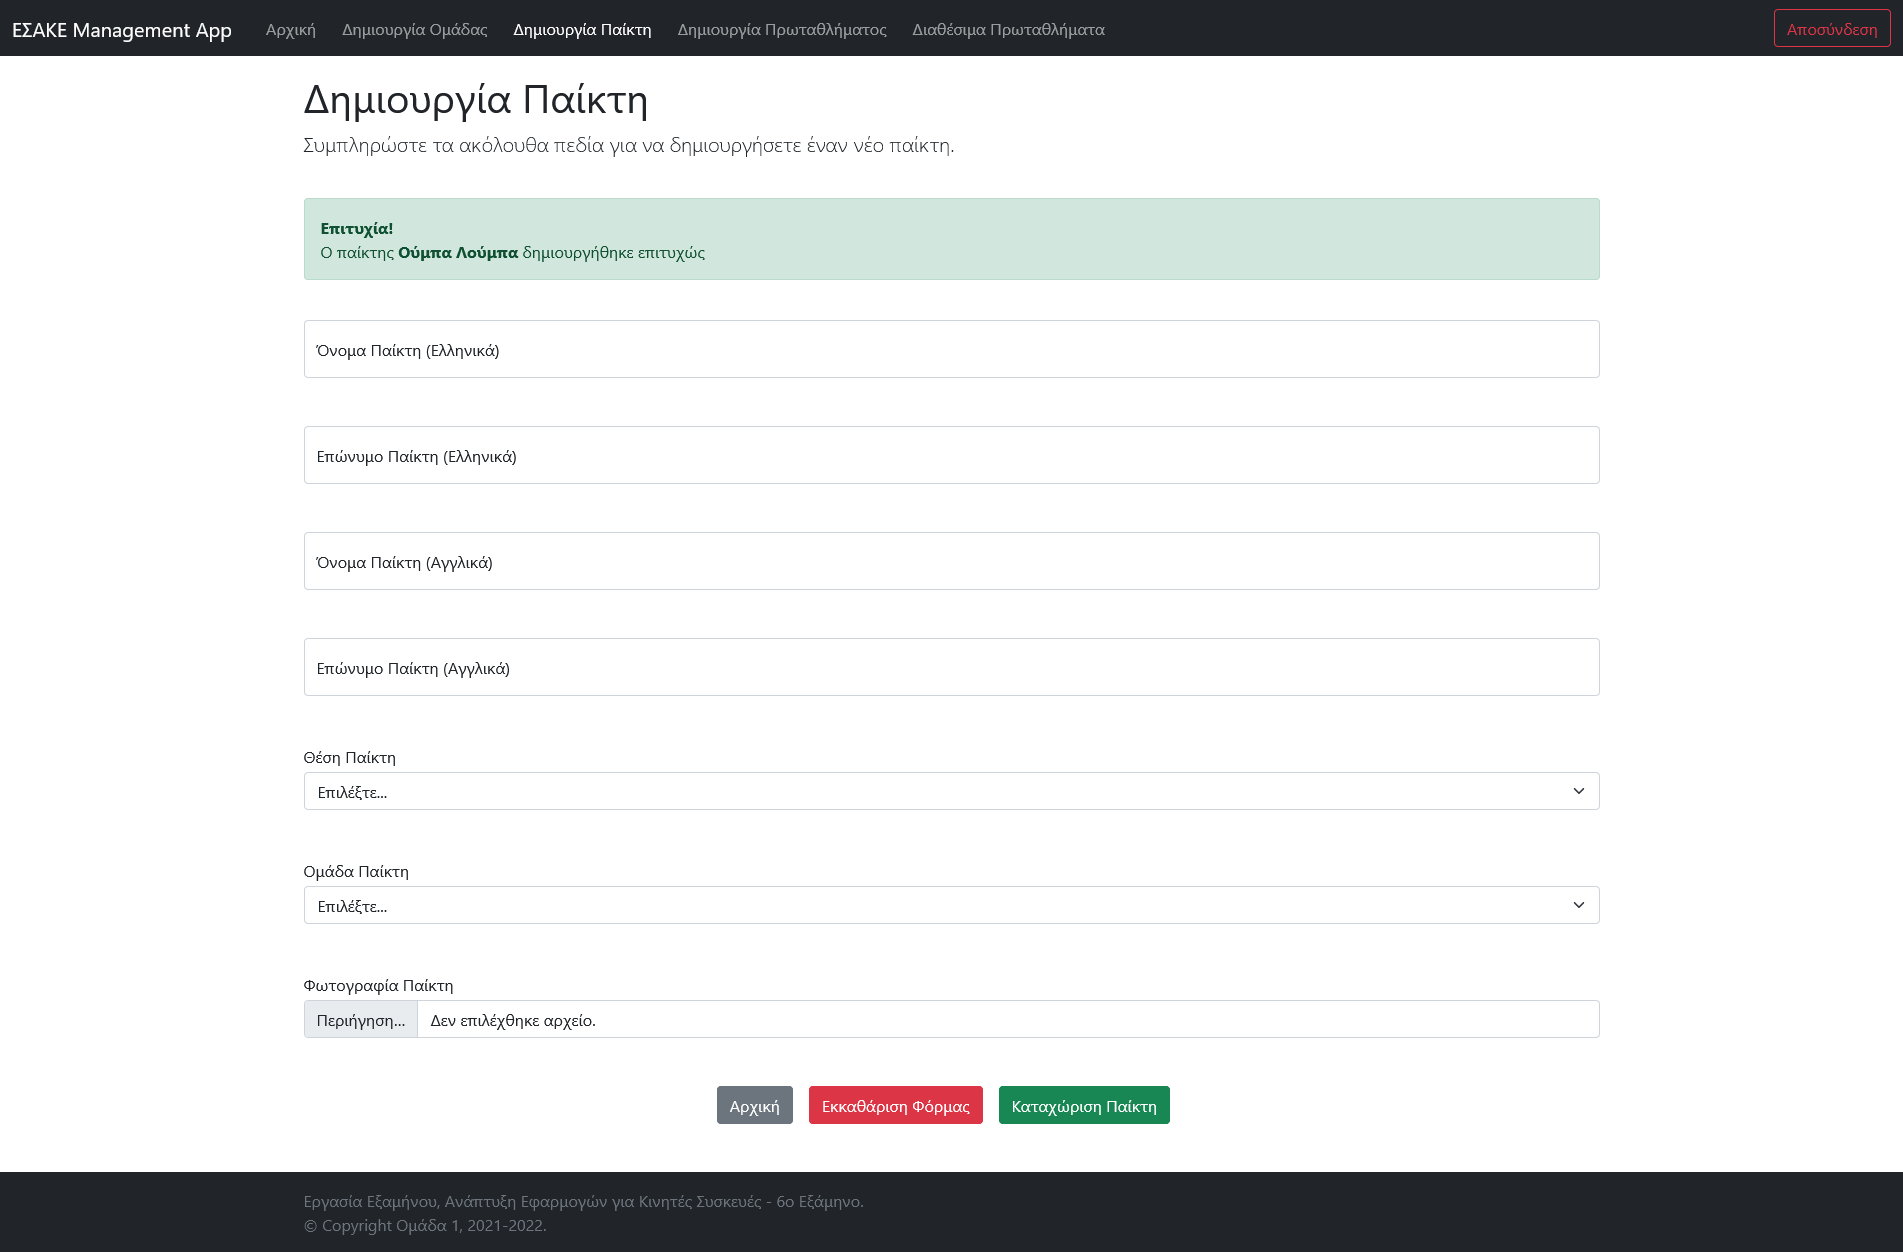 ΕΣΑΚΕ Management App Αρχική Δημιουργία Ομάδας Δημιουργία Παίκτη Δημιουργία Πρωταθλήματος Διαθέσιμα Πρωταθλήματα Αποσύνδεση
Δημιουργία Παίκτη
Συμπληρώστε τα ακόλουθα πεδία για να δημιουργήσετε έναν νέο παίκτη.
Επιτυχία!
Ο παίκτης Ούμπα Λούμπα δημιουργήθηκε επιτυχώς
Όνομα Παίκτη (Ελληνικά)
Επώνυμο Παίκτη (Ελληνικά)
Όνομα Παίκτη (Αγγλικά)
Επώνυμο Παίκτη (Αγγλικά)
Θέση Παίκτη
Επιλέξτε...
Ομάδα Παίκτη
Επιλέξτε...
Φωτογραφία Παίκτη
Περιήγηση... Δεν επιλέχθηκε αρχείο.
Αρχική Εκκαθάριση Φόρμας Καταχώριση Παίκτη
Εργασία Εξαμήνου, Ανάπτυξη Εφαρμογών για Κινητές Συσκευές - 6ο Εξάμηνο.
© Copyright Ομάδα 1, 2021-2022.